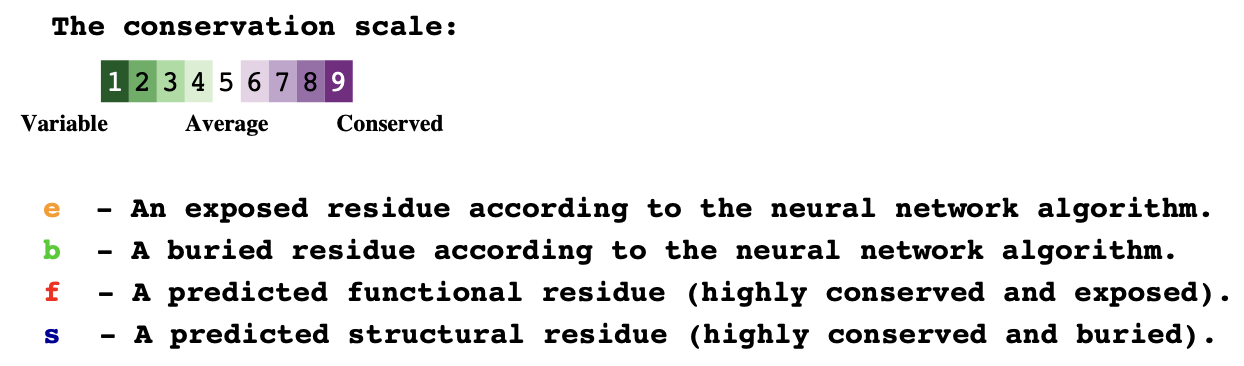 The conservation scale:
1 2 3 4 5 6 7 8 9
Variable Average Conserved
e - An exposed residue according to the neural network algorithm.
b - A buried residue according to the neural network algorithm.
f - A predicted functional residue (highly conserved and exposed).
s - A predicted structural residue (highly conserved and buried).